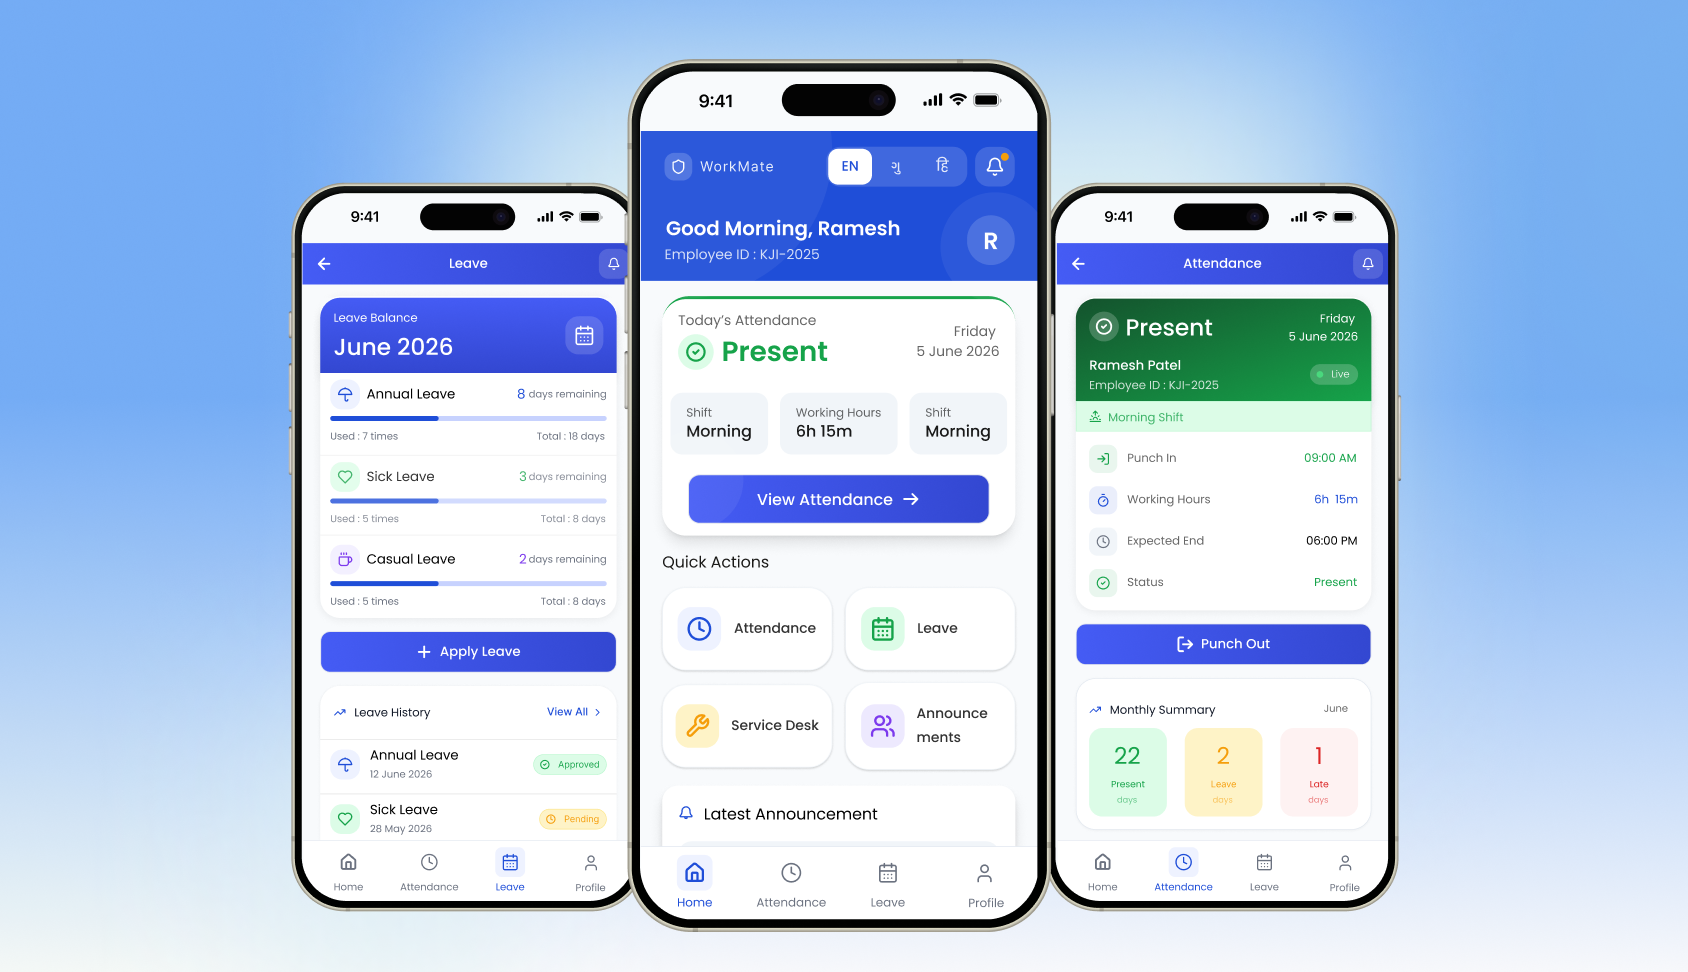 9:41
Leave
Leave Balance
June 2026
Annual Leave
8 days remaining
Used : 7 times
Total : 18 days
Sick Leave
3 days remaining
Used : 5 times
Total : 8 days
Casual Leave
2 days remaining
Used : 5 times
Total : 8 days
Apply Leave
Leave History
View All
Annual Leave
12 June 2026
Approved
Sick Leave
28 May 2026
Pending
Home
Attendance
Leave
Profile
9:41
WorkMate
EN
ગુ
हि
Good Morning, Ramesh
Employee ID : KJI-2025
R
Today's Attendance
Present
Friday
5 June 2026
Shift
Morning
Working Hours
6h 15m
Shift
Morning
View Attendance
Quick Actions
Attendance
Leave
Service Desk
Announce
ments
Latest Announcement
Home
Attendance
Leave
Profile
9:41
Attendance
Present
Friday
5 June 2026
Ramesh Patel
Employee ID : KJI-2025
Live
Morning Shift
Punch In
09:00 AM
Working Hours
6h 15m
Expected End
06:00 PM
Status
Present
Punch Out
Monthly Summary
June
22
Present
days
2
Leave
days
1
Late
days
Home
Attendance
Leave
Profile